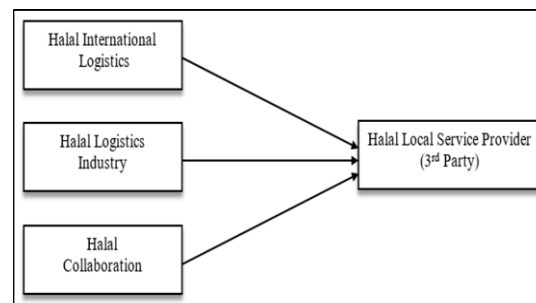 Halal International
Logistics
Halal Logistics
Industry
Halal Local Service Provider
(3rd Party)
Halal
Collaboration